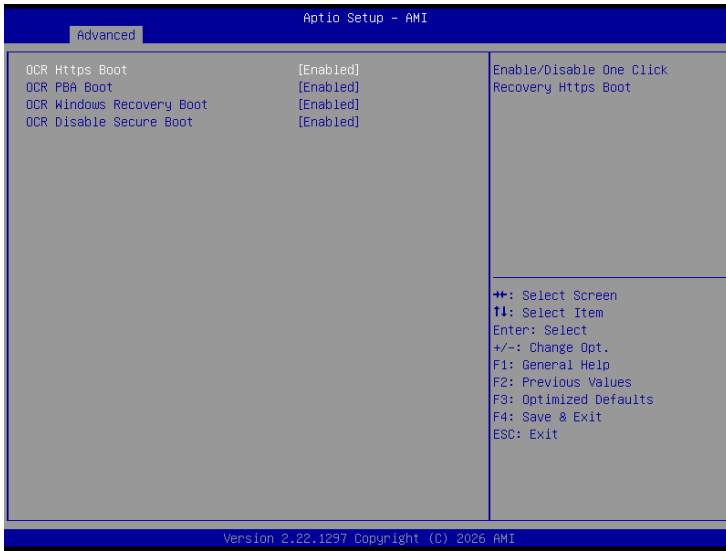 Aptio Setup - AMI
Advanced
OCR Https Boot [Enabled]
OCR PBA Boot [Enabled]
OCR Windows Recovery Boot [Enabled]
OCR Disable Secure Boot [Enabled]
Enable/Disable One Click
Recovery Https Boot
→←: Select Screen
↑↓: Select Item
Enter: Select
+/-: Change Opt.
F1: General Help
F2: Previous Values
F3: Optimized Defaults
F4: Save & Exit
ESC: Exit
Version 2.22.1297 Copyright (C) 2026 AMI